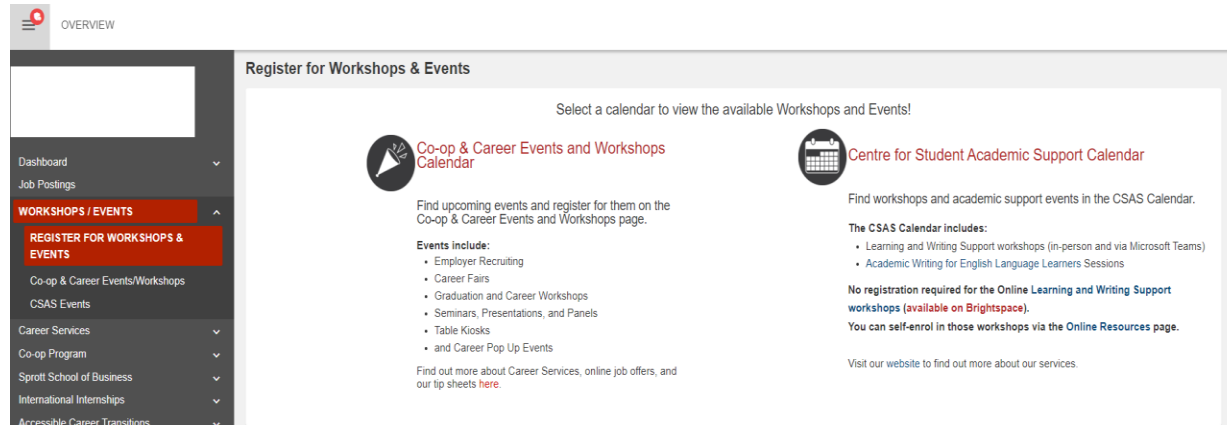 OVERVIEW
Dashboard
Job Postings
WORKSHOPS / EVENTS
REGISTER FOR WORKSHOPS &
EVENTS
Co-op & Career Events/Workshops
CSAS Events
Career Services
Co-op Program
Sprott School of Business
International Internships
Accessible Career Transitions
Register for Workshops & Events
Select a calendar to view the available Workshops and Events!
Co-op & Career Events and Workshops
Calendar
Find upcoming events and register for them on the
Co-op & Career Events and Workshops page.
Events include:
• Employer Recruiting
• Career Fairs
• Graduation and Career Workshops
• Seminars, Presentations, and Panels
• Table Kiosks
• and Career Pop Up Events
Find out more about Career Services, online job offers, and
our tip sheets here.
Centre for Student Academic Support Calendar
Find workshops and academic support events in the CSAS Calendar.
The CSAS Calendar includes:
• Learning and Writing Support workshops (in-person and via Microsoft Teams)
• Academic Writing for English Language Learners Sessions
No registration required for the Online Learning and Writing Support
workshops (available on Brightspace).
You can self-enrol in those workshops via the Online Resources page.
Visit our website to find out more about our services.